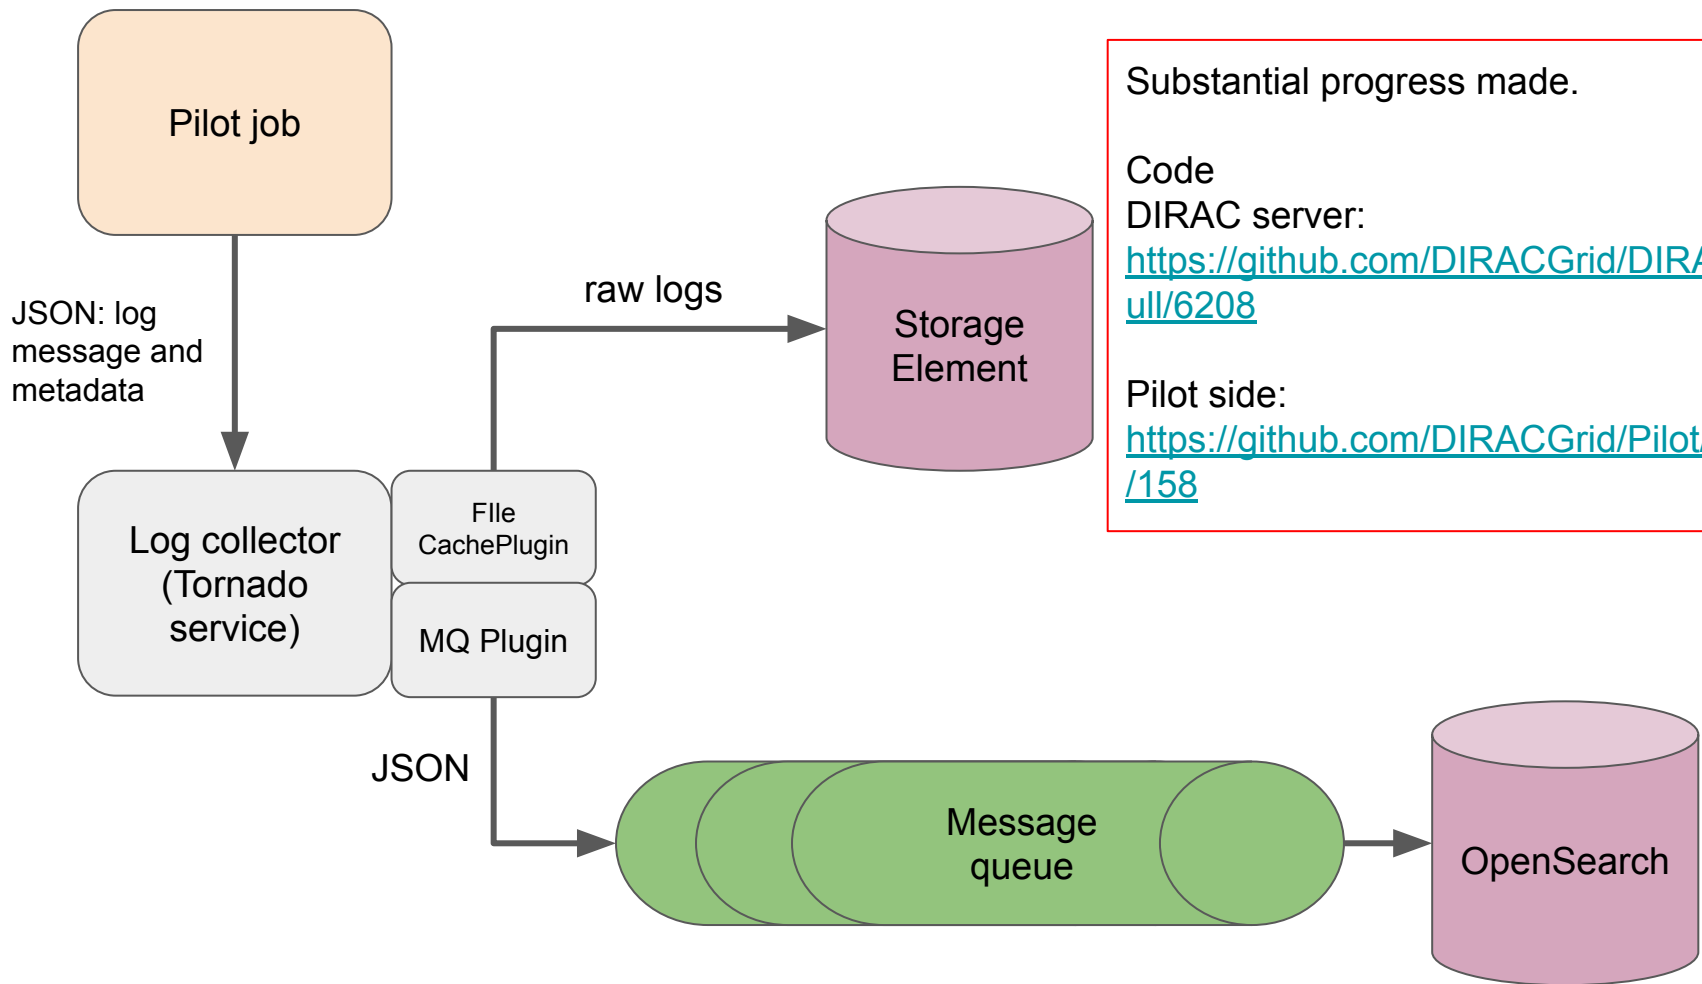 Pilot job
JSON: log
message and
metadata
raw logs
Storage
Element
Substantial progress made.
Code
DIRAC server:
https://github.com/DIRACGrid/DIRA
ull/6208
Pilot side:
https://github.com/DIRACGrid/Pilot/
/158
Log collector
(Tornado
service)
FIle
CachePlugin
MQ Plugin
JSON
Message
queue
OpenSearch